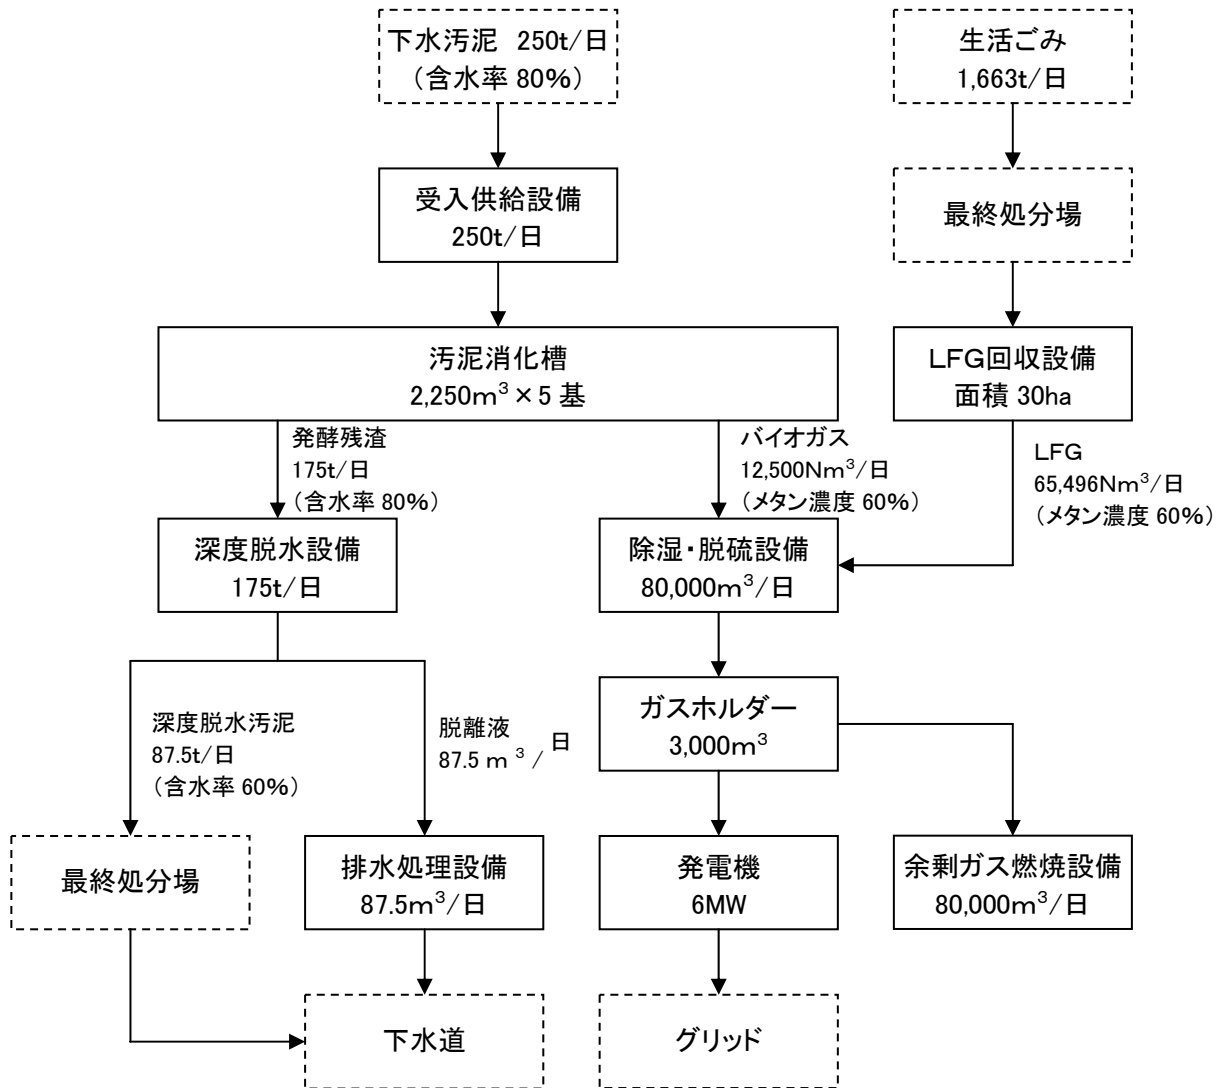 下水汚泥 250t/日
（含水率 80%）
生活ごみ
1,663t/日
受入供給設備
250t/日
最終処分場
汚泥消化槽
2,250m³×5 基
LFG回収設備
面積 30ha
発酵残渣
175t/日
（含水率 80%）
バイオガス
12,500Nm³/日
（メタン濃度 60%）
LFG
65,496Nm³/日
（メタン濃度 60%）
深度脱水設備
175t/日
除湿・脱硫設備
80,000m³/日
深度脱水汚泥
87.5t/日
（含水率 60%）
脱離液
87.5 m ³ / 日
ガスホルダー
3,000m³
最終処分場
排水処理設備
87.5m³/日
発電機
6MW
余剰ガス燃焼設備
80,000m³/日
下水道
グリッド